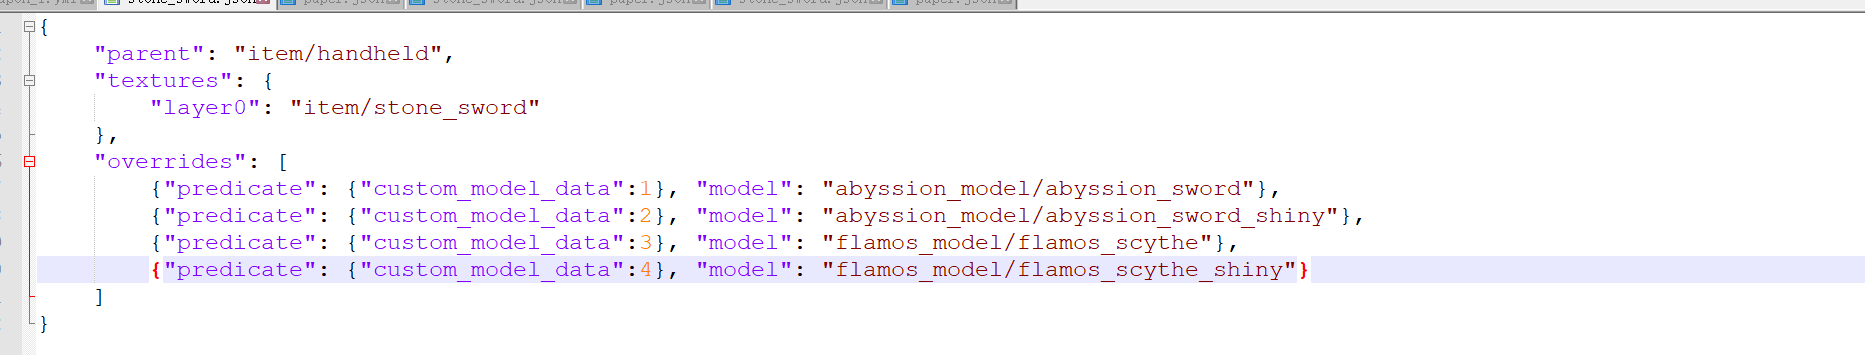 stone_sword.json
paper.json
stone_sword.json
paper.json
stone_sword.json
paper.json
{
"parent": "item/handheld",
"textures": {
"layer0": "item/stone_sword"
},
"overrides": [
{"predicate": {"custom_model_data":1}, "model": "abyssion_model/abyssion_sword"},
{"predicate": {"custom_model_data":2}, "model": "abyssion_model/abyssion_sword_shiny"},
{"predicate": {"custom_model_data":3}, "model": "flamos_model/flamos_scythe"},
{"predicate": {"custom_model_data":4}, "model": "flamos_model/flamos_scythe_shiny"}
]
}